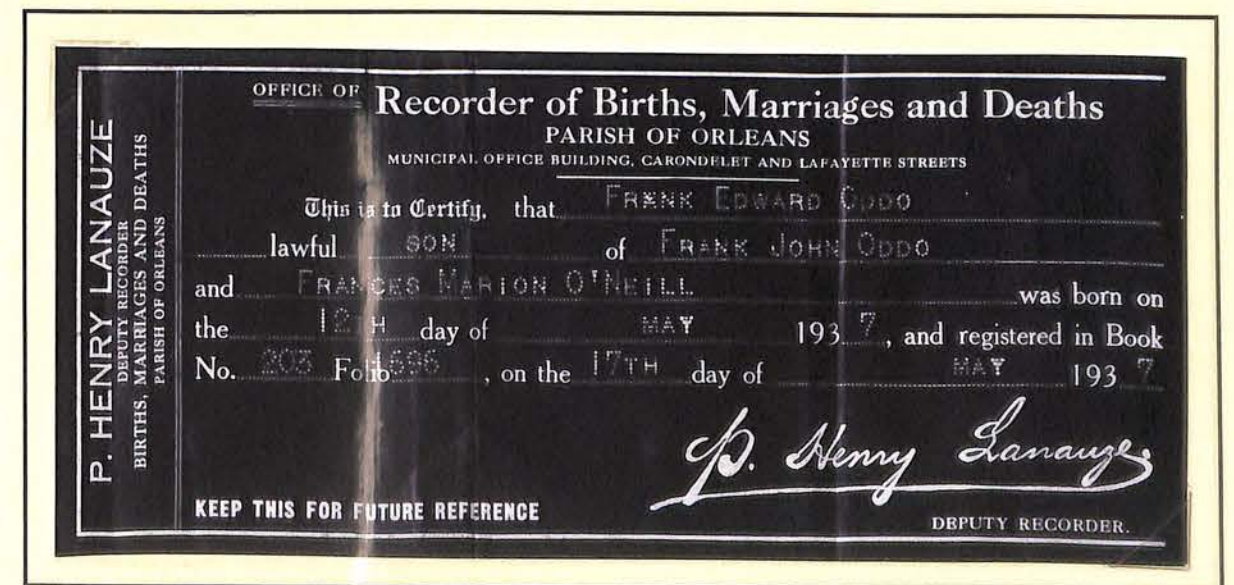 P. HENRY LANAUZE
DEPUTY RECORDER
BIRTHS, MARRIAGES AND DEATHS
PARISH OF ORLEANS
OFFICE OF Recorder of Births, Marriages and Deaths
PARISH OF ORLEANS
MUNICIPAL OFFICE BUILDING, CARONDELET AND LAFAYETTE STREETS
This is to Certify, that FRANK EDWARD ODDO
lawful SON of FRANK JOHN ODDO
and FRANCES MARION O'NEILL was born on
the 12TH day of MAY 1937, and registered in Book
No. 203 Folio 696, on the 17TH day of MAY 1937
P. Henry Lanauze
KEEP THIS FOR FUTURE REFERENCE
DEPUTY RECORDER.